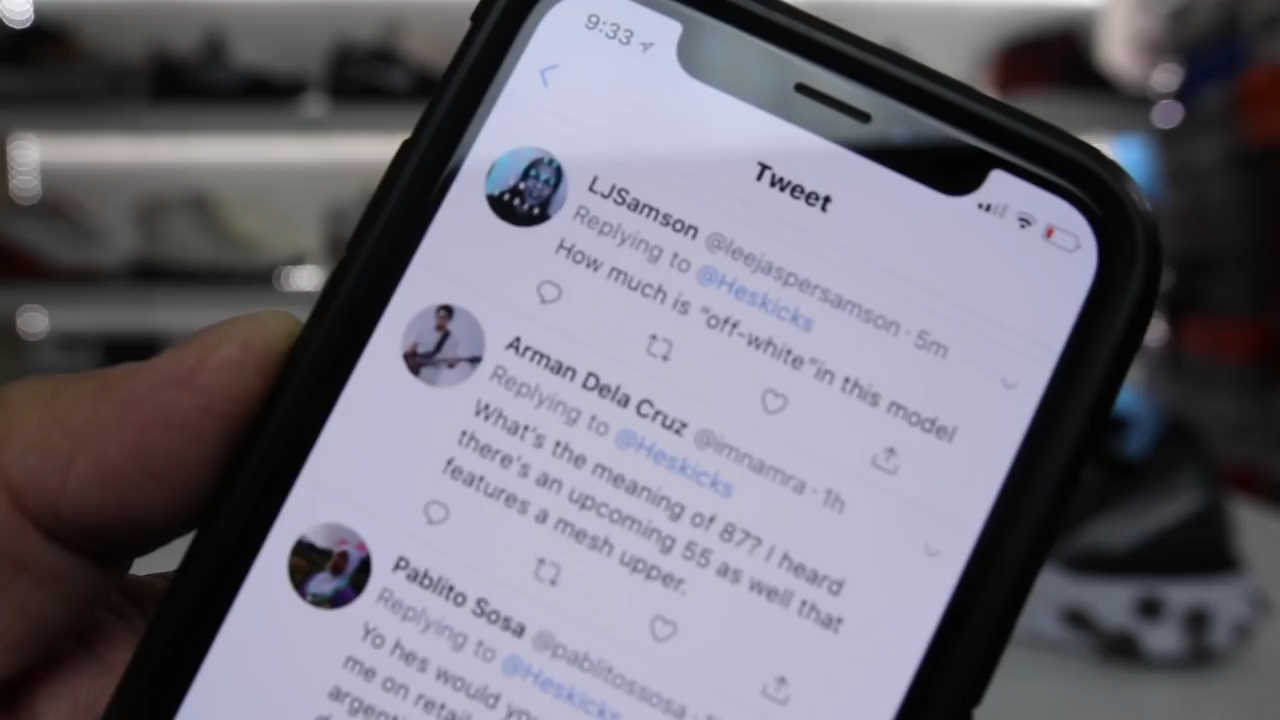 9:33
Tweet
LJSamson @leejaspersamson · 5m
Replying to @Heskicks
How much is "off-white"in this model
Arman Dela Cruz @imnamra · 1h
Replying to @Heskicks
What's the meaning of 87? I heard
there's an upcoming 55 as well that
features a mesh upper.
Pablito Sosa @pablitossosa ·
Replying to @Heskicks
Yo hes would
me on retail